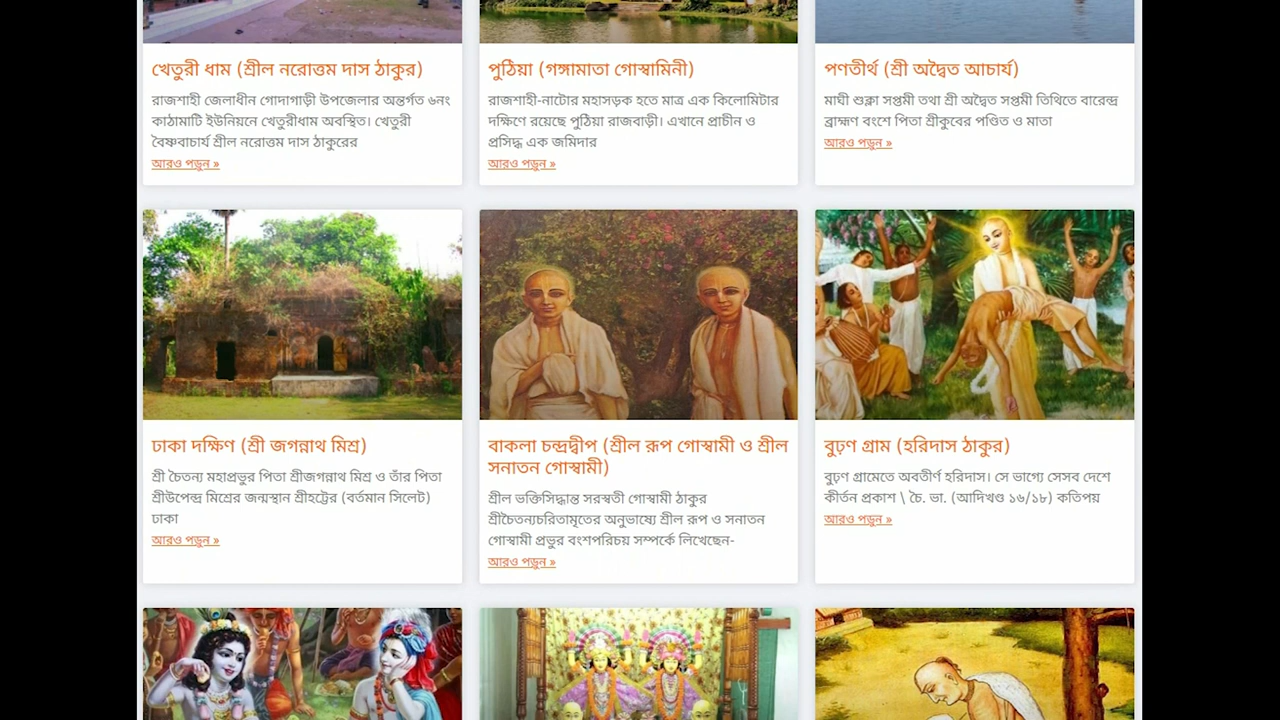 খেতুরী ধাম (শ্রীল নরোত্তম দাস ঠাকুর)
রাজশাহী জেলাধীন গোদাগাড়ী উপজেলার অন্তর্গত ৬নং
কাঠামাটি ইউনিয়নে খেতুরীধাম অবস্থিত। খেতুরী
বৈষ্ণবাচার্য শ্রীল নরোত্তম দাস ঠাকুরের
আরও পড়ুন »
পুঠিয়া (গঙ্গামাতা গোস্বামিনী)
রাজশাহী-নাটোর মহাসড়ক হতে মাত্র এক কিলোমিটার
দক্ষিণে রয়েছে পুঠিয়া রাজবাড়ী। এখানে প্রাচীন ও
প্রসিদ্ধ এক জমিদার
আরও পড়ুন »
পণতীর্থ (শ্রী অদ্বৈত আচার্য)
মাঘী শুক্লা সপ্তমী তথা শ্রী অদ্বৈত সপ্তমী তিথিতে বারেন্দ্র
ব্রাহ্মণ বংশে পিতা শ্রীকুবের পণ্ডিত ও মাতা
আরও পড়ুন »
ঢাকা দক্ষিণ (শ্রী জগন্নাথ মিশ্র)
শ্রী চৈতন্য মহাপ্রভুর পিতা শ্রীজগন্নাথ মিশ্র ও তাঁর পিতা
শ্রীউপেন্দ্র মিশ্রের জন্মস্থান শ্রীহট্টের (বর্তমান সিলেট)
ঢাকা
আরও পড়ুন »
বাকলা চন্দ্রদ্বীপ (শ্রীল রূপ গোস্বামী ও শ্রীল
সনাতন গোস্বামী)
শ্রীল ভক্তিসিদ্ধান্ত সরস্বতী গোস্বামী ঠাকুর
শ্রীচৈতন্যচরিতামৃতের অনুভাষ্যে শ্রীল রূপ ও সনাতন
গোস্বামী প্রভুর বংশপরিচয় সম্পর্কে লিখেছেন-
আরও পড়ুন »
বুঢ়ণ গ্রাম (হরিদাস ঠাকুর)
বুঢ়ণ গ্রামেতে অবতীর্ণ হরিদাস। সে ভাগ্যে সেসব দেশে
কীর্তন প্রকাশ \ চৈ. ভা. (আদিখণ্ড ১৬/১৮) কতিপয়
আরও পড়ুন »